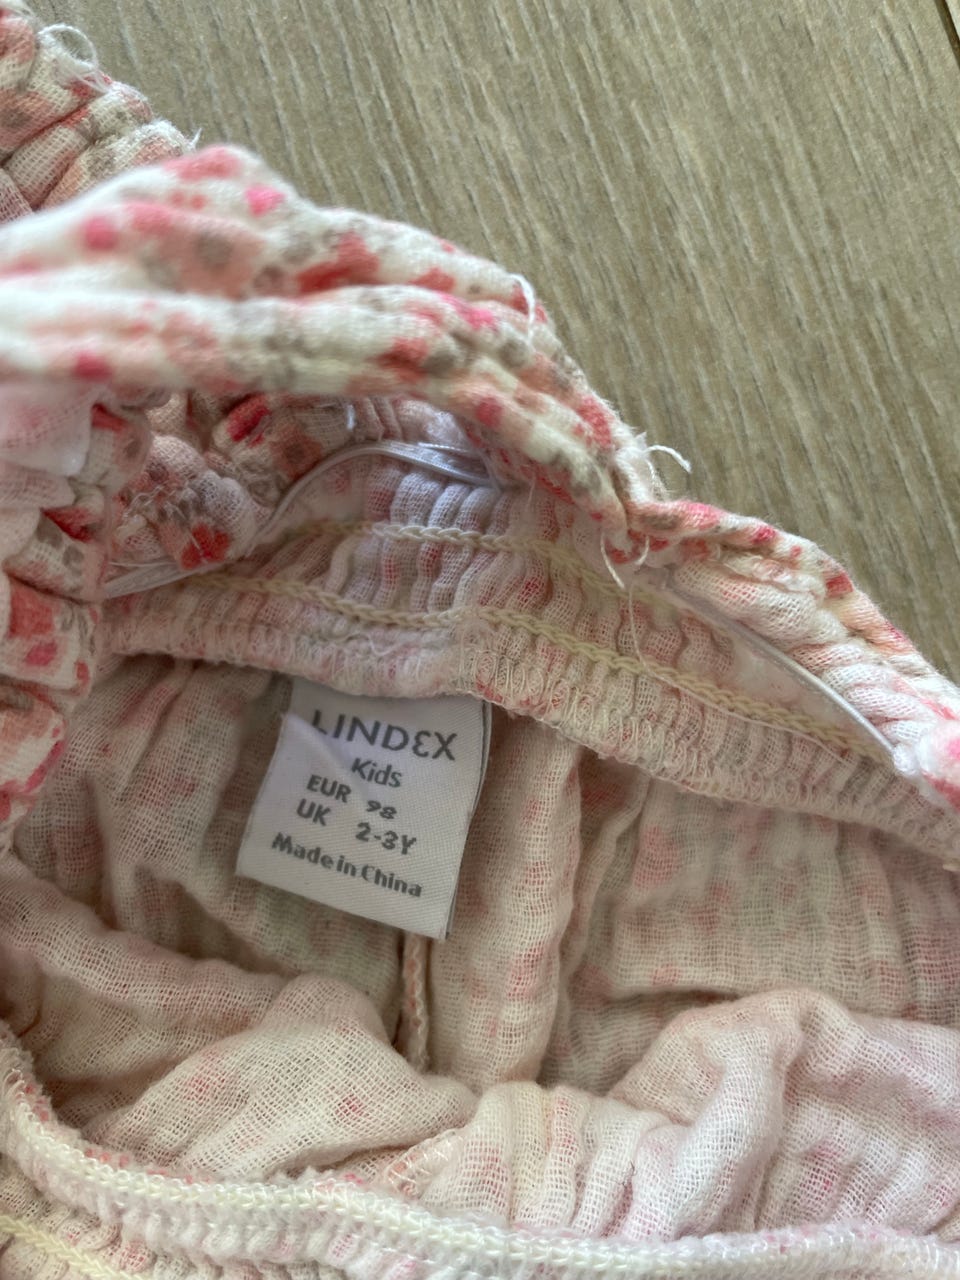 LINDEX
Kids
EUR 98
UK 2-3Y
Made in China